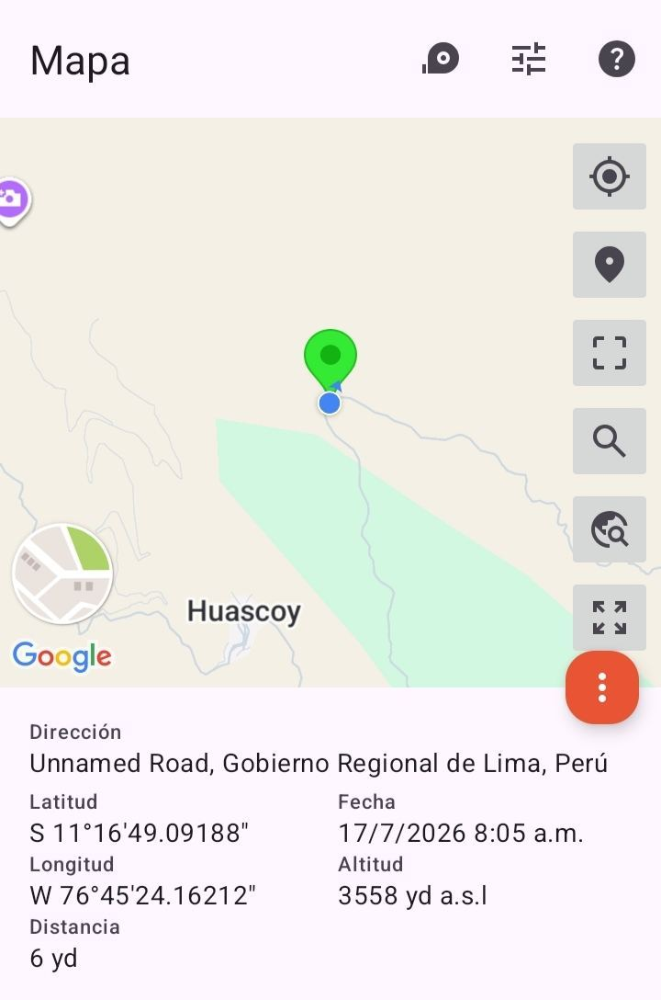 Mapa
Huascoy
Google
Dirección
Unnamed Road, Gobierno Regional de Lima, Perú
Latitud
S 11°16'49.09188"
Fecha
17/7/2026 8:05 a.m.
Longitud
W 76°45'24.16212"
Altitud
3558 yd a.s.l
Distancia
6 yd